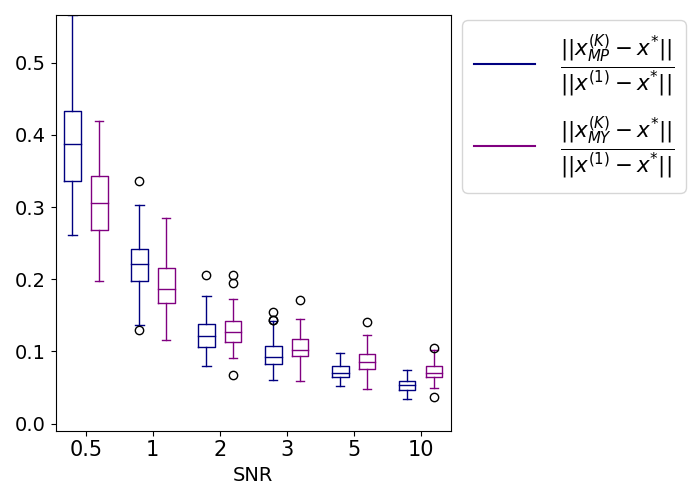 0.5
0.4
0.3
0.2
0.1
0.0
0.5 1 2 3 5 10
SNR
||x_{MP}^{(K)} − x^*||
||x^{(1)} − x^*||
||x_{MY}^{(K)} − x^*||
||x^{(1)} − x^*||